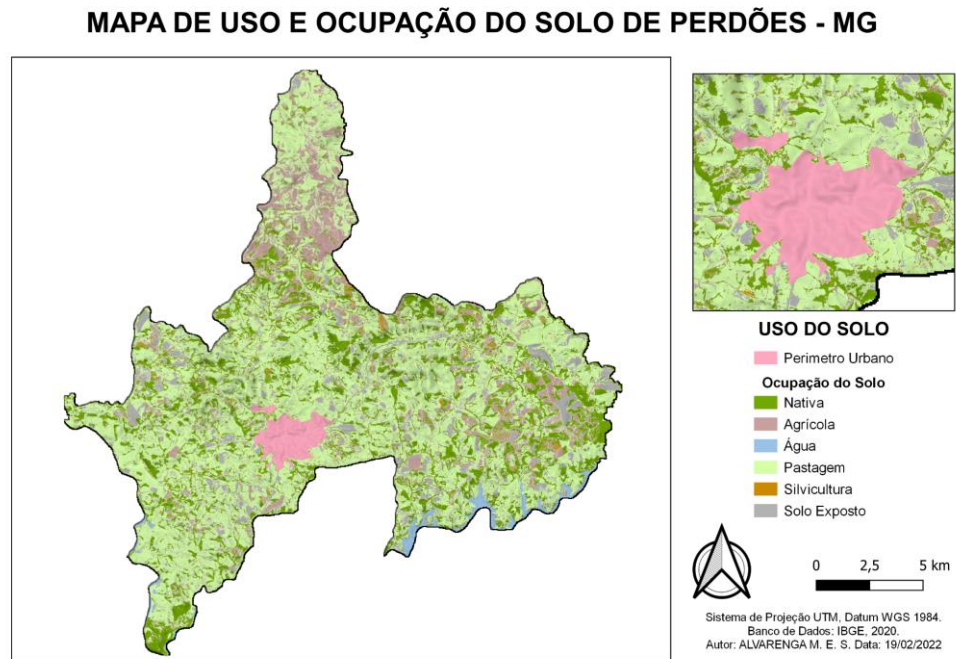 MAPA DE USO E OCUPAÇÃO DO SOLO DE PERDÕES - MG
USO DO SOLO
Perimetro Urbano
Ocupação do Solo
Nativa
Agrícola
Água
Pastagem
Silvicultura
Solo Exposto
0 2,5 5 km
Sistema de Projeção UTM, Datum WGS 1984.
Banco de Dados: IBGE, 2020.
Autor: ALVARENGA M. E. S. Data: 19/02/2022